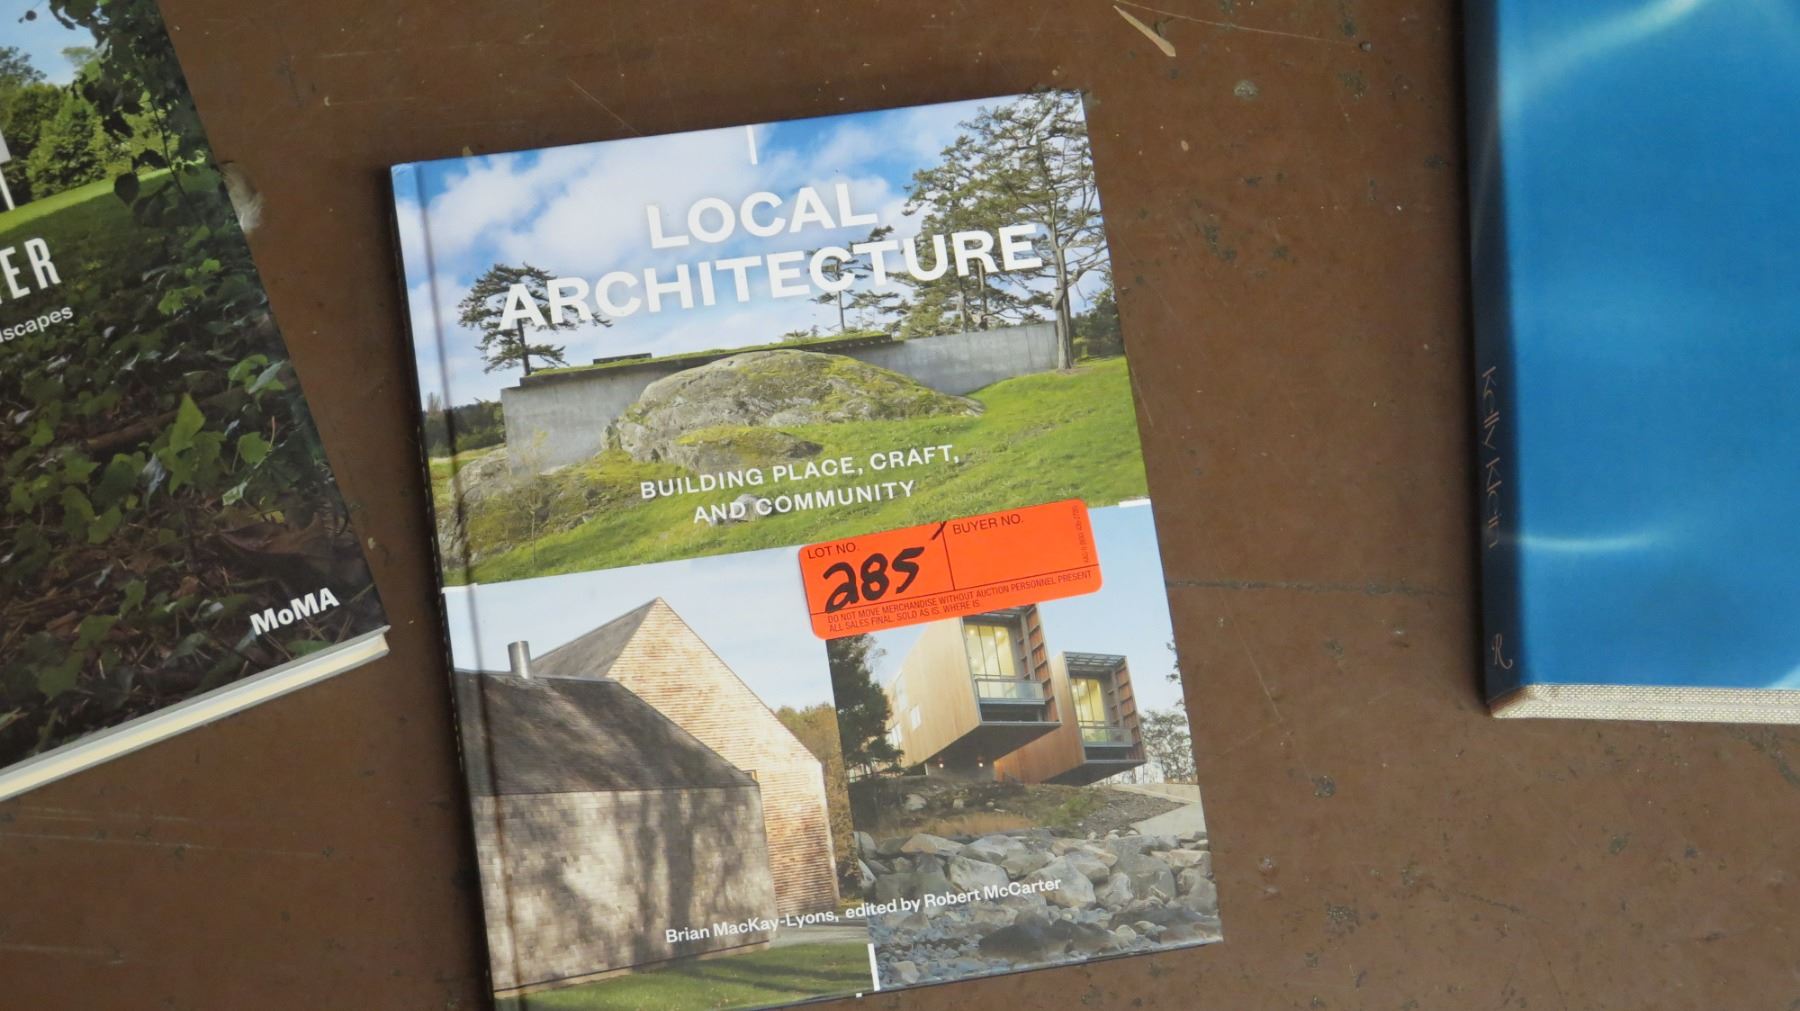 ER
scapes
MoMA
LOCAL
ARCHITECTURE
BUILDING PLACE, CRAFT,
AND COMMUNITY
LOT NO.
BUYER NO.
285
DO NOT MOVE MERCHANDISE WITHOUT AUCTION PERSONNEL PRESENT
ALL SALES FINAL. SOLD AS IS. WHERE IS.
Brian MacKay-Lyons, edited by Robert McCarter
Kelly Klein
R